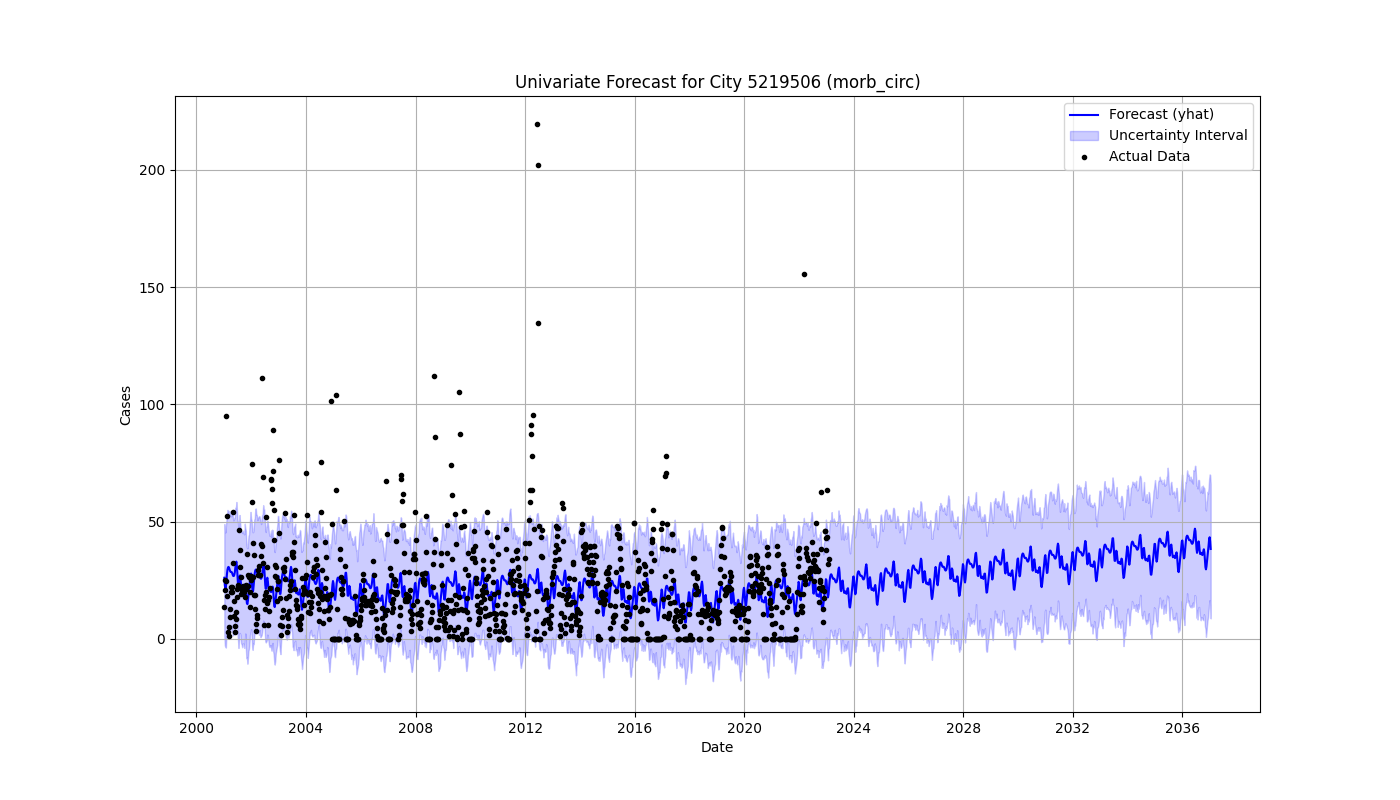 Univariate Forecast for City 5219506 (morb_circ)
Forecast (yhat)
Uncertainty Interval
Actual Data
Cases
200
150
100
50
0
2000 2004 2008 2012 2016 2020 2024 2028 2032 2036
Date